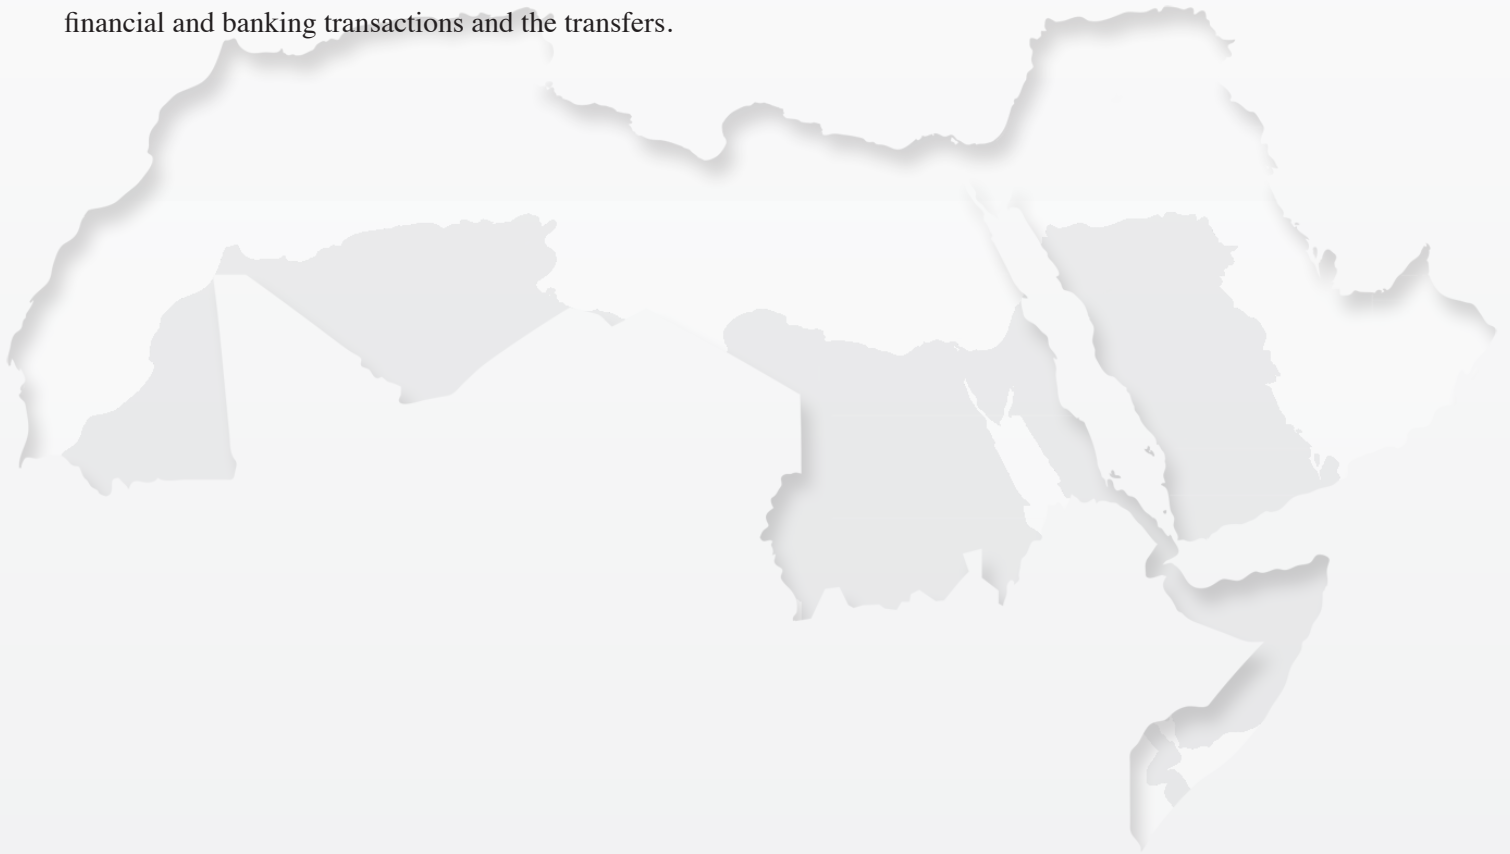 financial and banking transactions and the transfers.